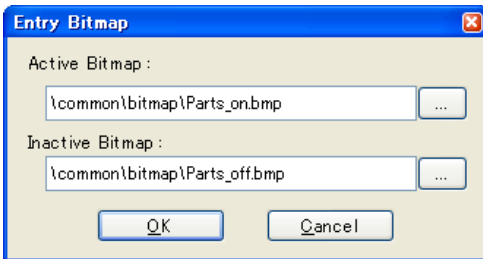 Entry Bitmap
Active Bitmap :
\common\bitmap\Parts_on.bmp
...
Inactive Bitmap :
\common\bitmap\Parts_off.bmp
...
OK Cancel